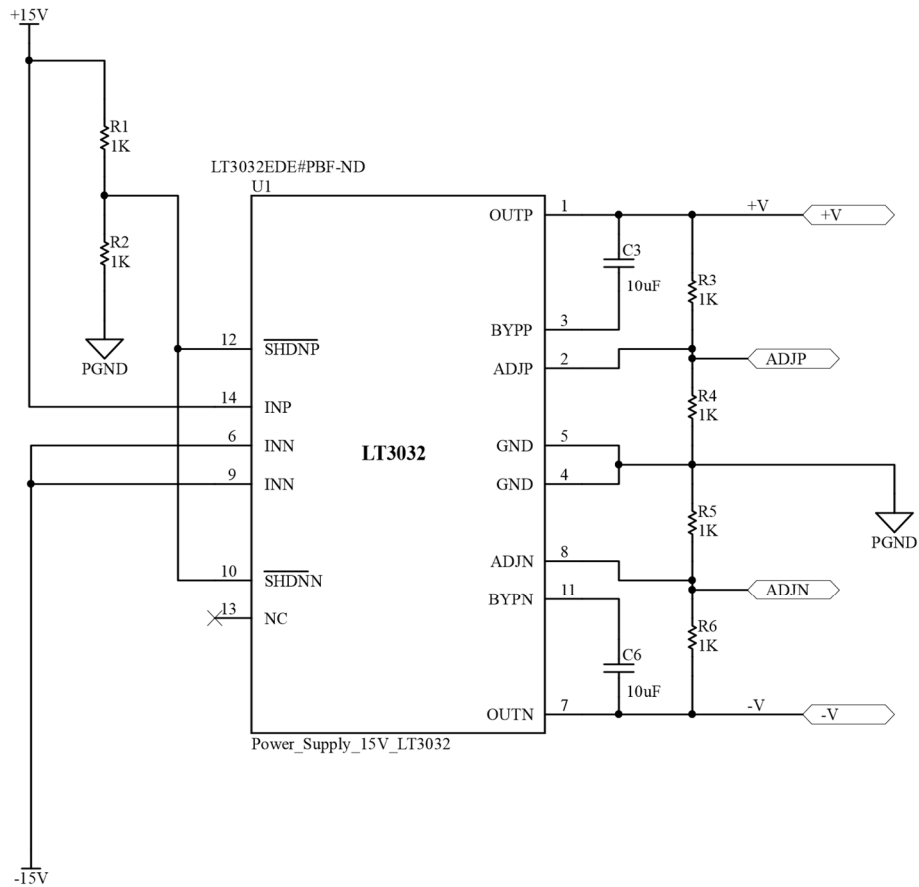 +15V
R1
1K
LT3032EDE#PBF-ND
U1
OUTP
1
+V
+V
R2
1K
C3
10uF
R3
1K
BYPP
3
12
SHDNP
PGND
ADJP
2
ADJP
14
INP
R4
1K
6
INN
LT3032
GND
5
9
INN
GND
4
R5
1K
PGND
ADJN
8
10
SHDNN
ADJN
BYPN
11
13
NC
R6
1K
C6
10uF
OUTN
7
-V
-V
Power_Supply_15V_LT3032
-15V